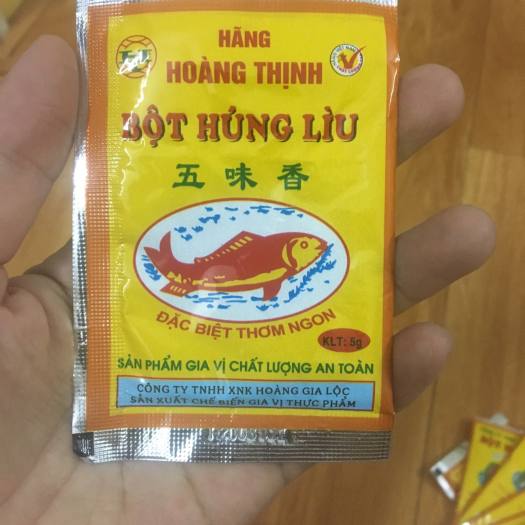 HÃNG
HOÀNG THỊNH
BỘT HÚNG LÌU
五味香
ĐẶC BIỆT THƠM NGON
KLT: 5g
SẢN PHẨM GIA VỊ CHẤT LƯỢNG AN TOÀN
CÔNG TY TNHH XNK HOÀNG GIA LỘC
SẢN XUẤT CHẾ BIẾN GIA VỊ THỰC PHẨM
BỘT